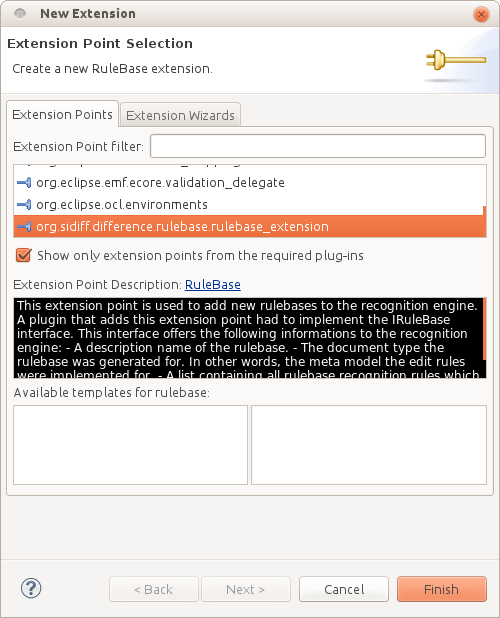 New Extension
Extension Point Selection
Create a new RuleBase extension.
Extension Points
Extension Wizards
Extension Point filter:
org.eclipse.emf.ecore.validation_delegate
org.eclipse.ocl.environments
org.sidiff.difference.rulebase.rulebase_extension
Show only extension points from the required plug-ins
Extension Point Description: RuleBase
This extension point is used to add new rulebases to the recognition engine.
A plugin that adds this extension point had to implement the IRuleBase
interface. This interface offers the following informations to the recognition
engine: - A description name of the rulebase. - The document type the
rulebase was generated for. In other words, the meta model the edit rules
were implemented for. - A list containing all rulebase recognition rules which
Available templates for rulebase:
?
< Back
Next >
Cancel
Finish